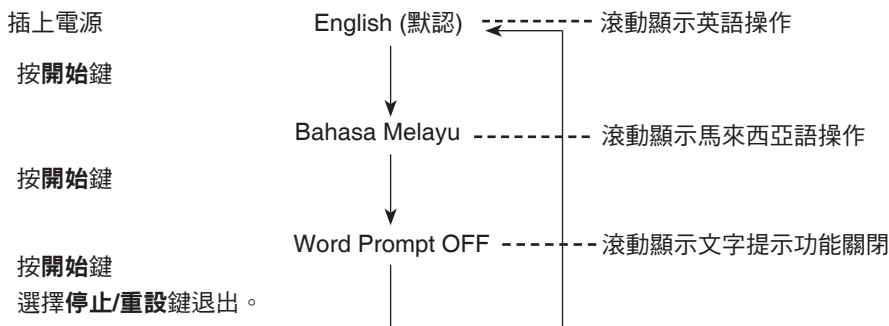 插上電源 English (默認) 滾動顯示英語操作
按開始鍵
Bahasa Melayu 滾動顯示馬來西亞語操作
按開始鍵
Word Prompt OFF 滾動顯示文字提示功能關閉
按開始鍵
選擇停止/重設鍵退出。